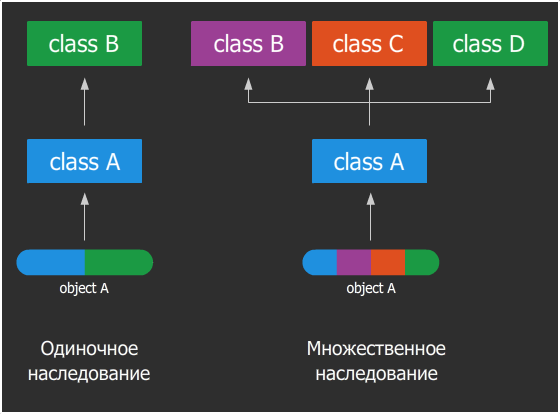 class B
class B
class C
class D
class A
class A
object A
object A
Одиночное
наследование
Множественное
наследование